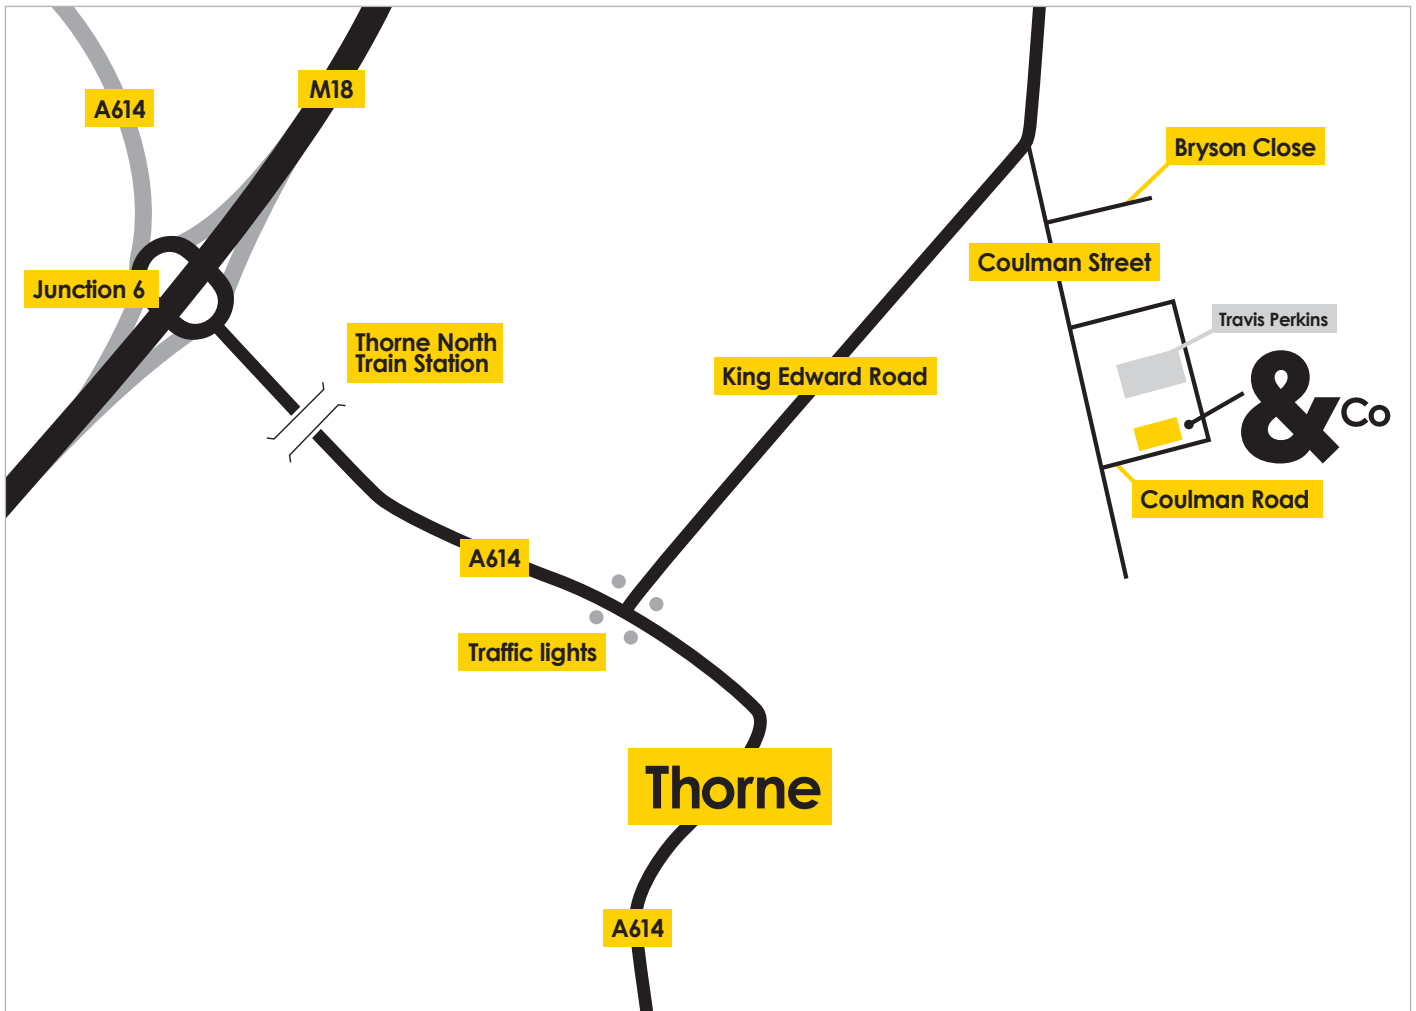 M18
A614
Bryson Close
Coulman Street
Junction 6
Travis Perkins
Thorne North
Train Station
King Edward Road
&Co
Coulman Road
A614
Traffic lights
Thorne
A614